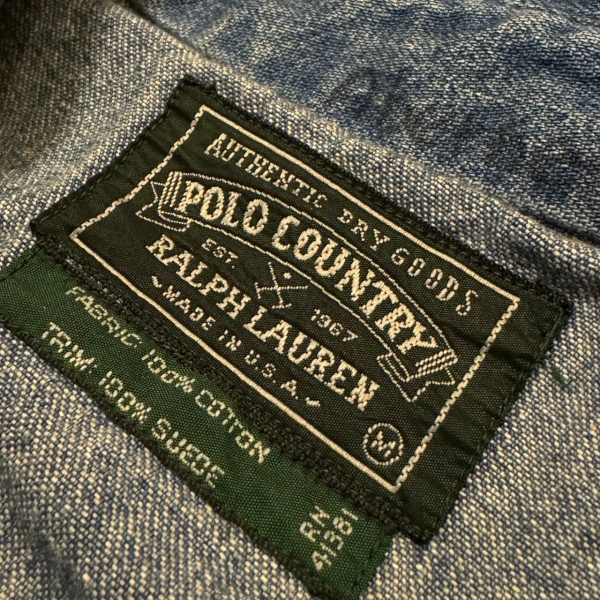 AUTHENTIC DRY GOODS
POLO COUNTRY
EST. 1967
RALPH LAUREN
~MADE IN U.S.A.~
M
FABRIC: 100% COTTON
TRIM: 100% SUEDE
RN
41381